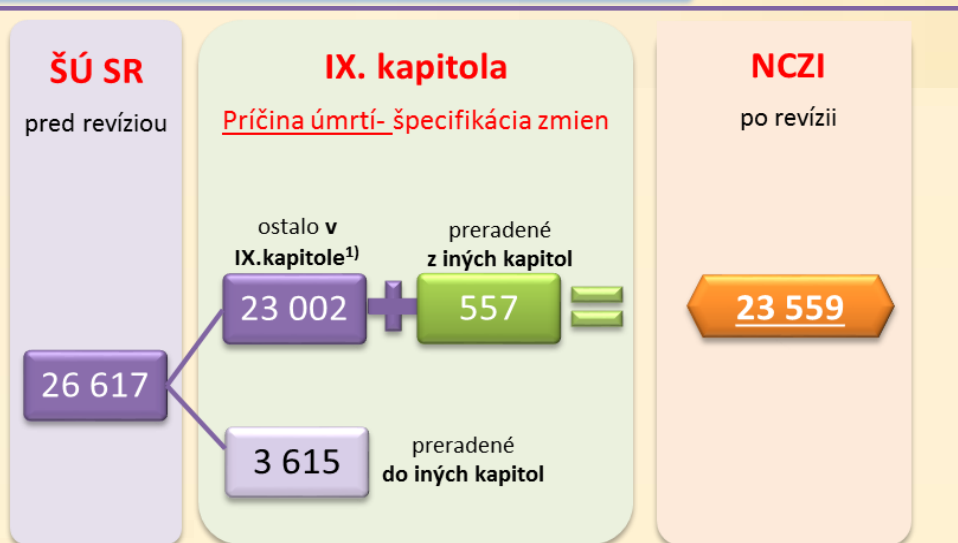 ŠÚ SR
pred revíziou
26 617
IX. kapitola
Príčina úmrtí- špecifikácia zmien
ostalo v
IX.kapitole¹⁾
23 002
preradené
z iných kapitol
557
3 615
preradené
do iných kapitol
NCZI
po revízii
23 559